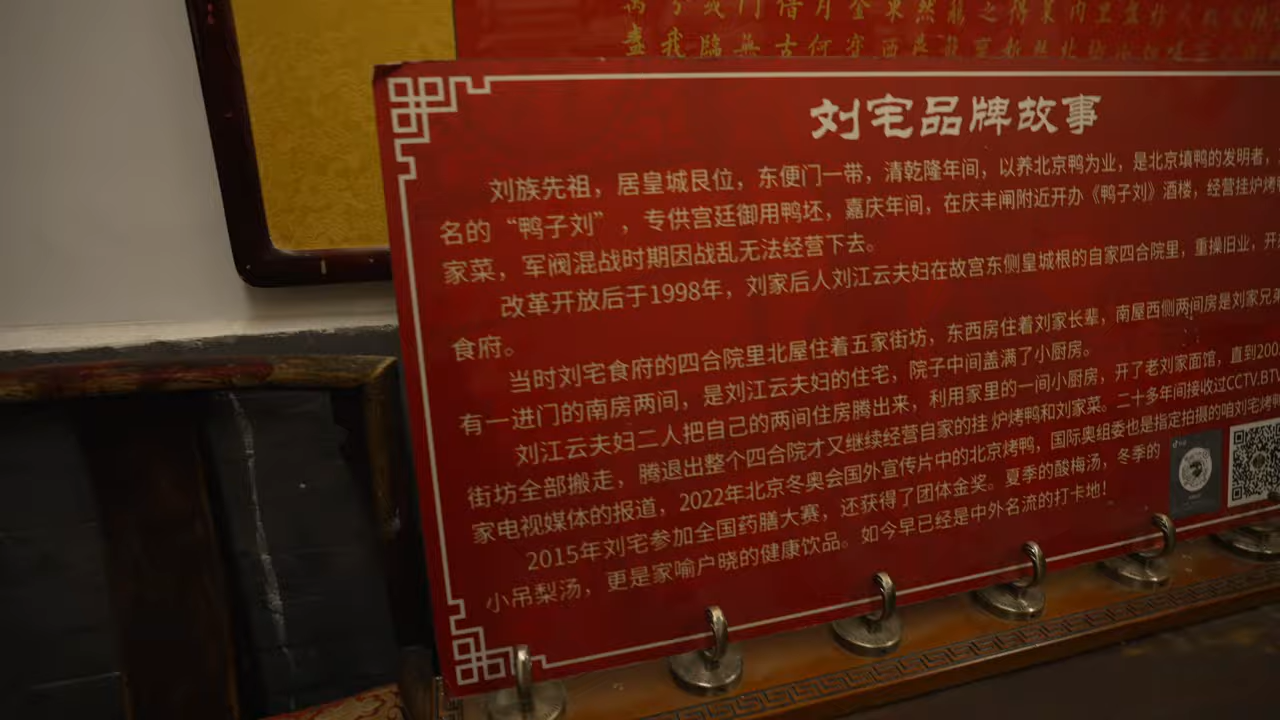 盡我臨無古何
刘宅品牌故事
刘族先祖，居皇城艮位，东便门一带，清乾隆年间，以养北京鸭为业，是北京填鸭的发明者，
名的“鸭子刘”，专供宫廷御用鸭坯，嘉庆年间，在庆丰闸附近开办《鸭子刘》酒楼，经营挂炉烤
家菜，军阀混战时期因战乱无法经营下去。
改革开放后于1998年，刘家后人刘江云夫妇在故宫东侧皇城根的自家四合院里，重操旧业，开
食府。
当时刘宅食府的四合院里北屋住着五家街坊，东西房住着刘家长辈，南屋西侧两间房是刘家兄
有一进门的南房两间，是刘江云夫妇的住宅，院子中间盖满了小厨房。
刘江云夫妇二人把自己的两间住房腾出来，利用家里的一间小厨房，开了老刘家面馆，直到200
街坊全部搬走，腾退出整个四合院才又继续经营自家的挂 炉烤鸭和刘家菜。二十多年间接收过CCTV.BTV
家电视媒体的报道，2022年北京冬奥会国外宣传片中的北京烤鸭，国际奥组委也是指定拍摄的咱刘宅烤
2015年刘宅参加全国药膳大赛，还获得了团体金奖。夏季的酸梅汤，冬季的
小吊梨汤，更是家喻户晓的健康饮品。如今早已经是中外名流的打卡地！